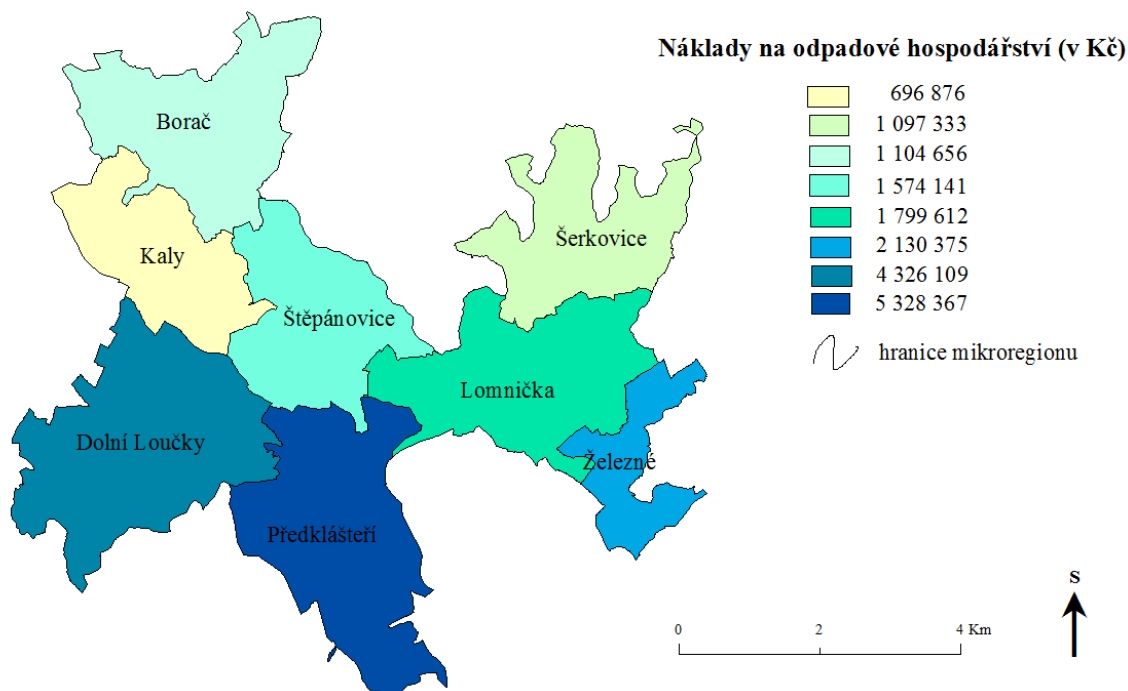 Náklady na odpadové hospodářství (v Kč)
696 876
1 097 333
1 104 656
1 574 141
1 799 612
2 130 375
4 326 109
5 328 367
hranice mikroregionu
Borač
Kaly
Šerkovice
Štěpánovice
Lomnička
Dolní Loučky
Železné
Předklášteří
S
0 2 4 Km